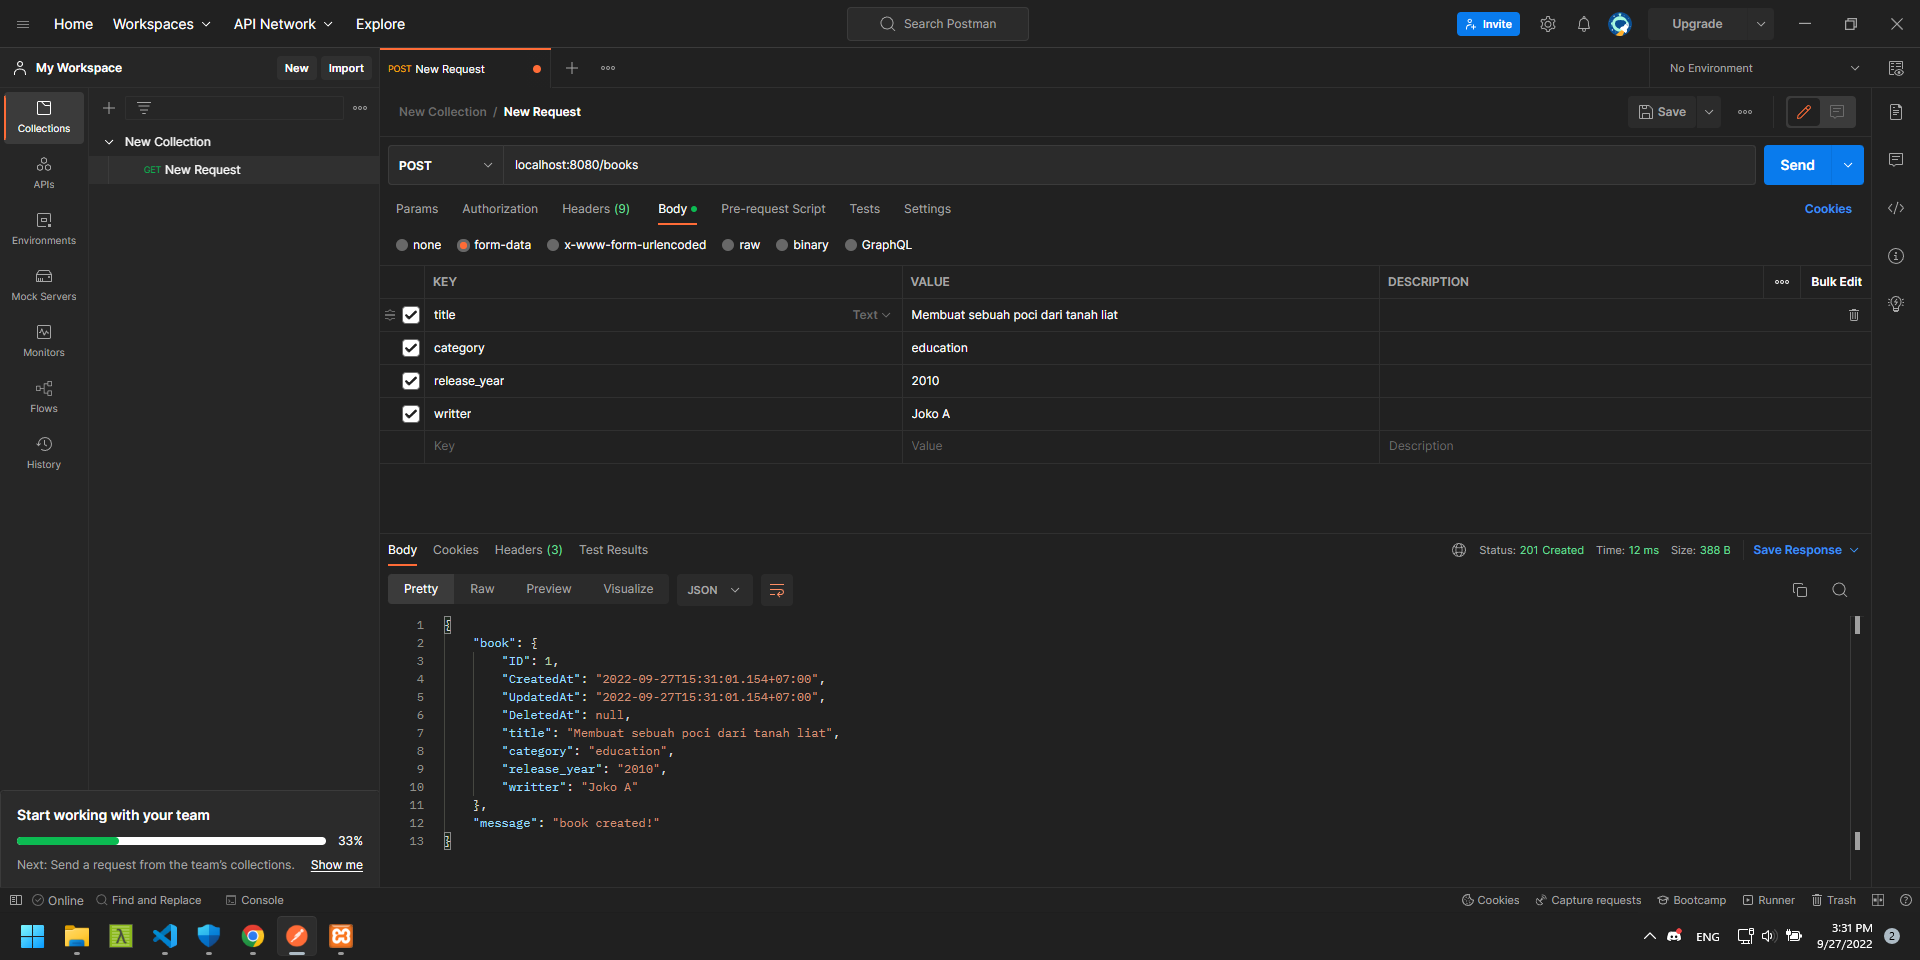 Home Workspaces API Network Explore Search Postman Invite Upgrade
My Workspace New Import POST New Request No Environment
Collections
APIs
Environments
Mock Servers
Monitors
Flows
History
New Collection
GET New Request
New Collection / New Request Save
POST localhost:8080/books Send
Params Authorization Headers (9) Body Pre-request Script Tests Settings Cookies
none form-data x-www-form-urlencoded raw binary GraphQL
KEY VALUE DESCRIPTION Bulk Edit
title Text Membuat sebuah poci dari tanah liat
category education
release_year 2010
writter Joko A
Key Value Description
Body Cookies Headers (3) Test Results Status: 201 Created Time: 12 ms Size: 388 B Save Response
Pretty Raw Preview Visualize JSON
1 {
2 "book": {
3 "ID": 1,
4 "CreatedAt": "2022-09-27T15:31:01.154+07:00",
5 "UpdatedAt": "2022-09-27T15:31:01.154+07:00",
6 "DeletedAt": null,
7 "title": "Membuat sebuah poci dari tanah liat",
8 "category": "education",
9 "release_year": "2010",
10 "writter": "Joko A"
11 },
12 "message": "book created!"
13 }
Start working with your team
33%
Next: Send a request from the team's collections. Show me
Online Find and Replace Console Cookies Capture requests Bootcamp Runner Trash
ENG 3:31 PM
9/27/2022 2